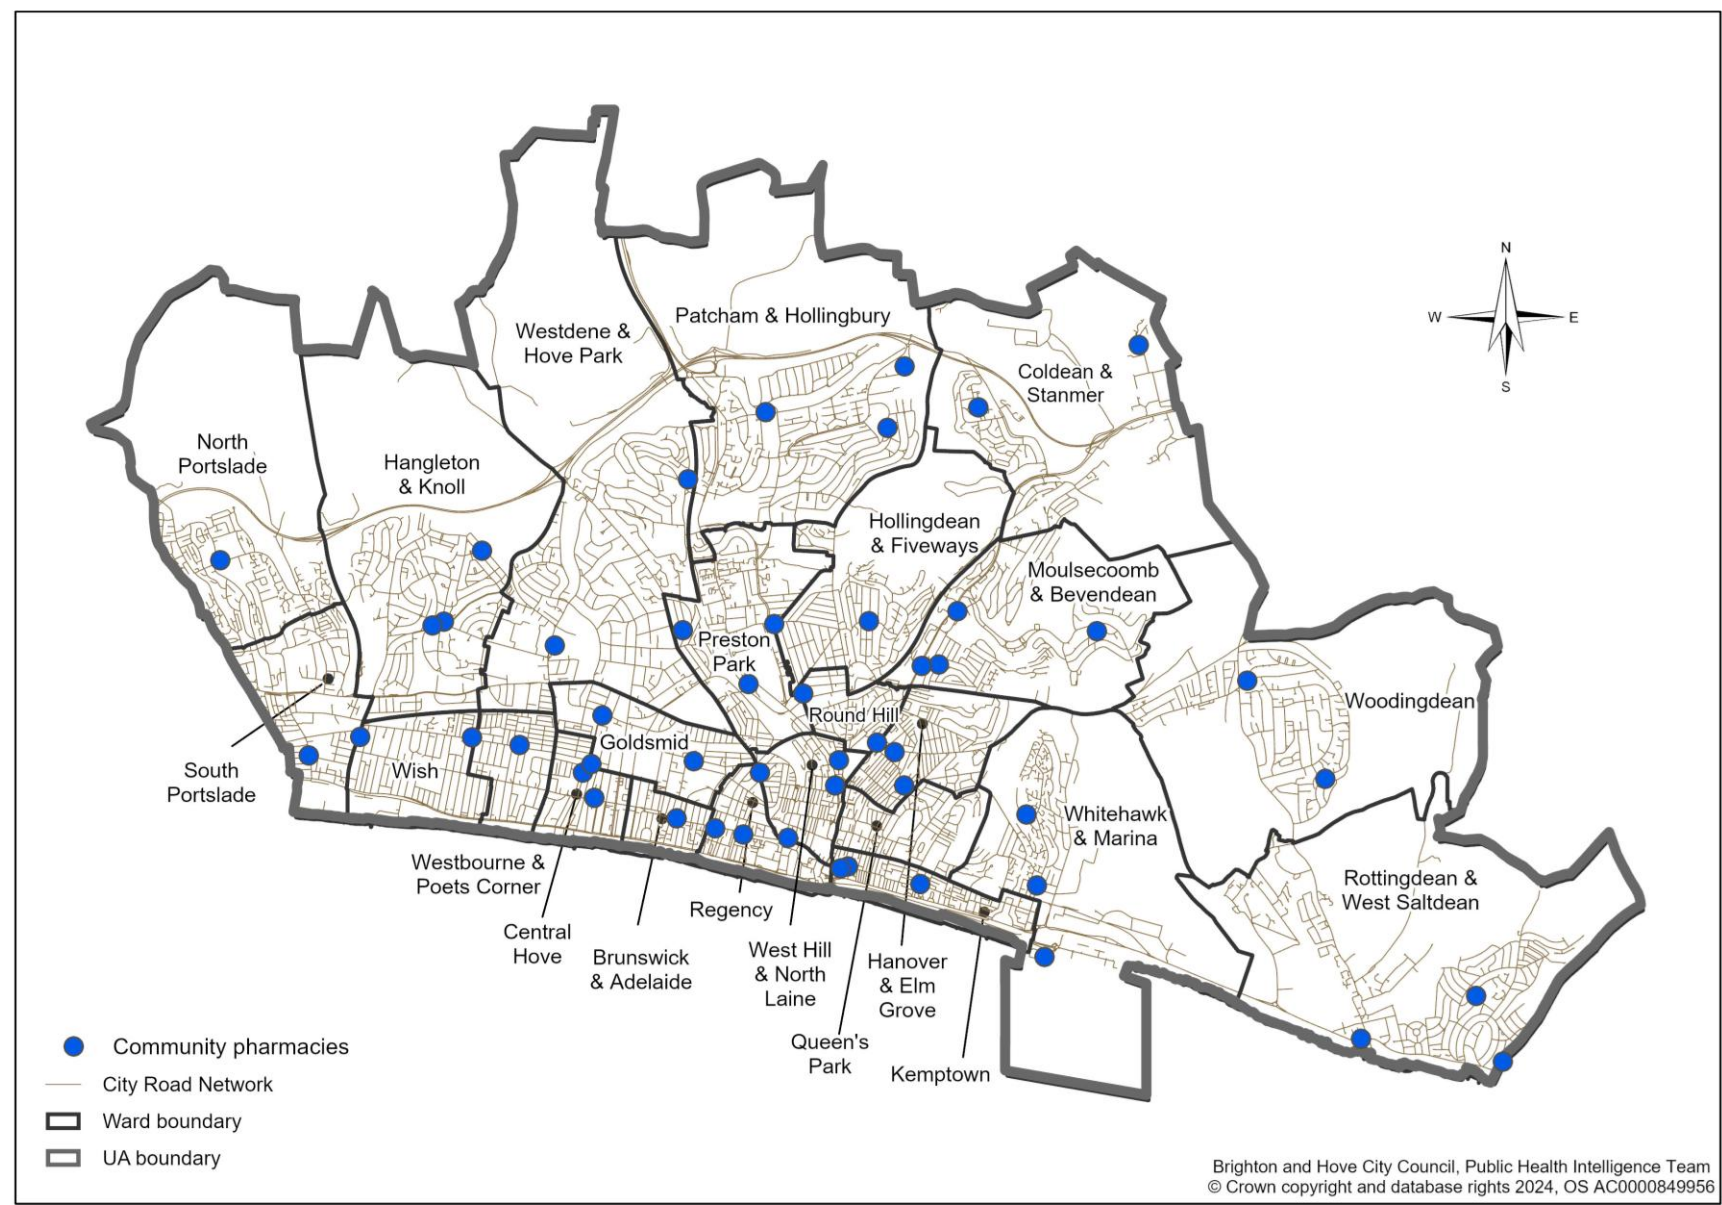 N
W
E
S
Patcham & Hollingbury
Westdene &
Hove Park
Coldean &
Stanmer
North
Portslade
Hangleton
& Knoll
Hollingdean
& Fiveways
Moulsecoomb
& Bevendean
Preston
Park
Woodingdean
Round Hill
Goldsmid
Wish
South
Portslade
Whitehawk
& Marina
Westbourne &
Poets Corner
Rottingdean &
West Saltdean
Regency
Central
Hove
Brunswick
& Adelaide
West Hill
& North
Laine
Hanover
& Elm
Grove
Queen's
Park
Kemptown
Community pharmacies
City Road Network
Ward boundary
UA boundary
Brighton and Hove City Council, Public Health Intelligence Team
© Crown copyright and database rights 2024, OS AC0000849956